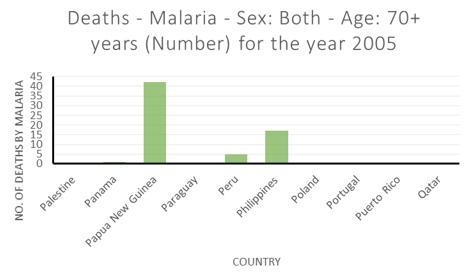 Deaths - Malaria - Sex: Both - Age: 70+
years (Number) for the year 2005
NO. OF DEATHS BY MALARIA
45
40
35
30
25
20
15
10
5
0
Palestine
Panama
Papua New Guinea
Paraguay
Peru
Philippines
Poland
Portugal
Puerto Rico
Qatar
COUNTRY